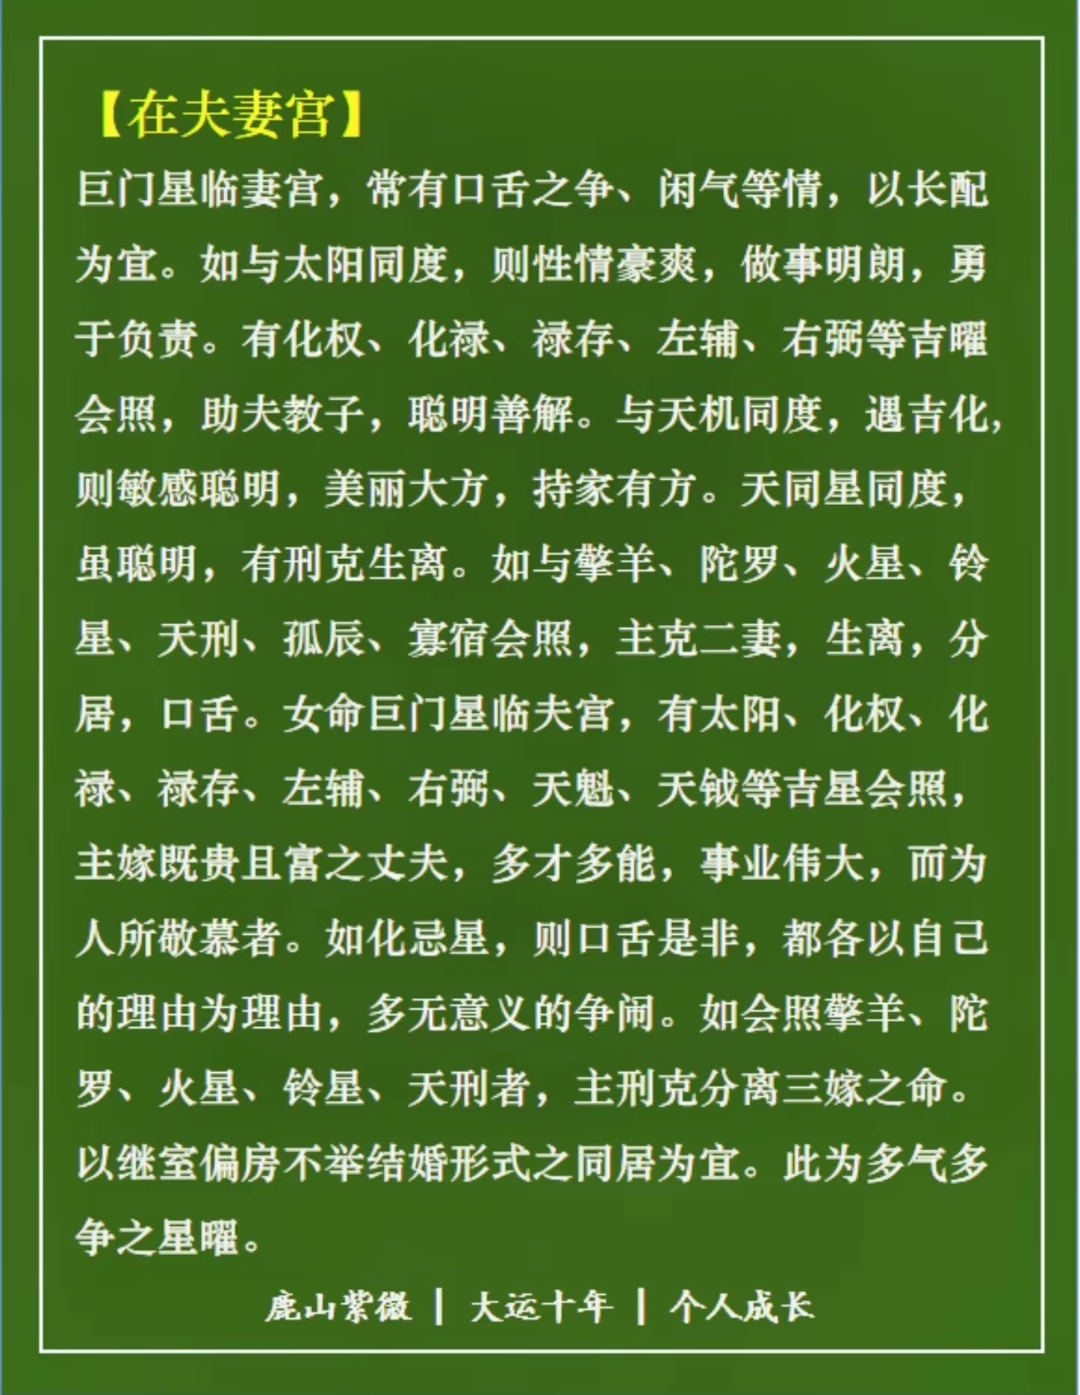 【在夫妻宫】
巨门星临妻宫，常有口舌之争、闲气等情，以长配
为宜。如与太阳同度，则性情豪爽，做事明朗，勇
于负责。有化权、化禄、禄存、左辅、右弼等吉曜
会照，助夫教子，聪明善解。与天机同度，遇吉化，
则敏感聪明，美丽大方，持家有方。天同星同度，
虽聪明，有刑克生离。如与擎羊、陀罗、火星、铃
星、天刑、孤辰、寡宿会照，主克二妻，生离，分
居，口舌。女命巨门星临夫宫，有太阳、化权、化
禄、禄存、左辅、右弼、天魁、天钺等吉星会照，
主嫁既贵且富之丈夫，多才多能，事业伟大，而为
人所敬慕者。如化忌星，则口舌是非，都各以自己
的理由为理由，多无意义的争闹。如会照擎羊、陀
罗、火星、铃星、天刑者，主刑克分离三嫁之命。
以继室偏房不举结婚形式之同居为宜。此为多气多
争之星曜。
鹿山紫微 | 大运十年 | 个人成长